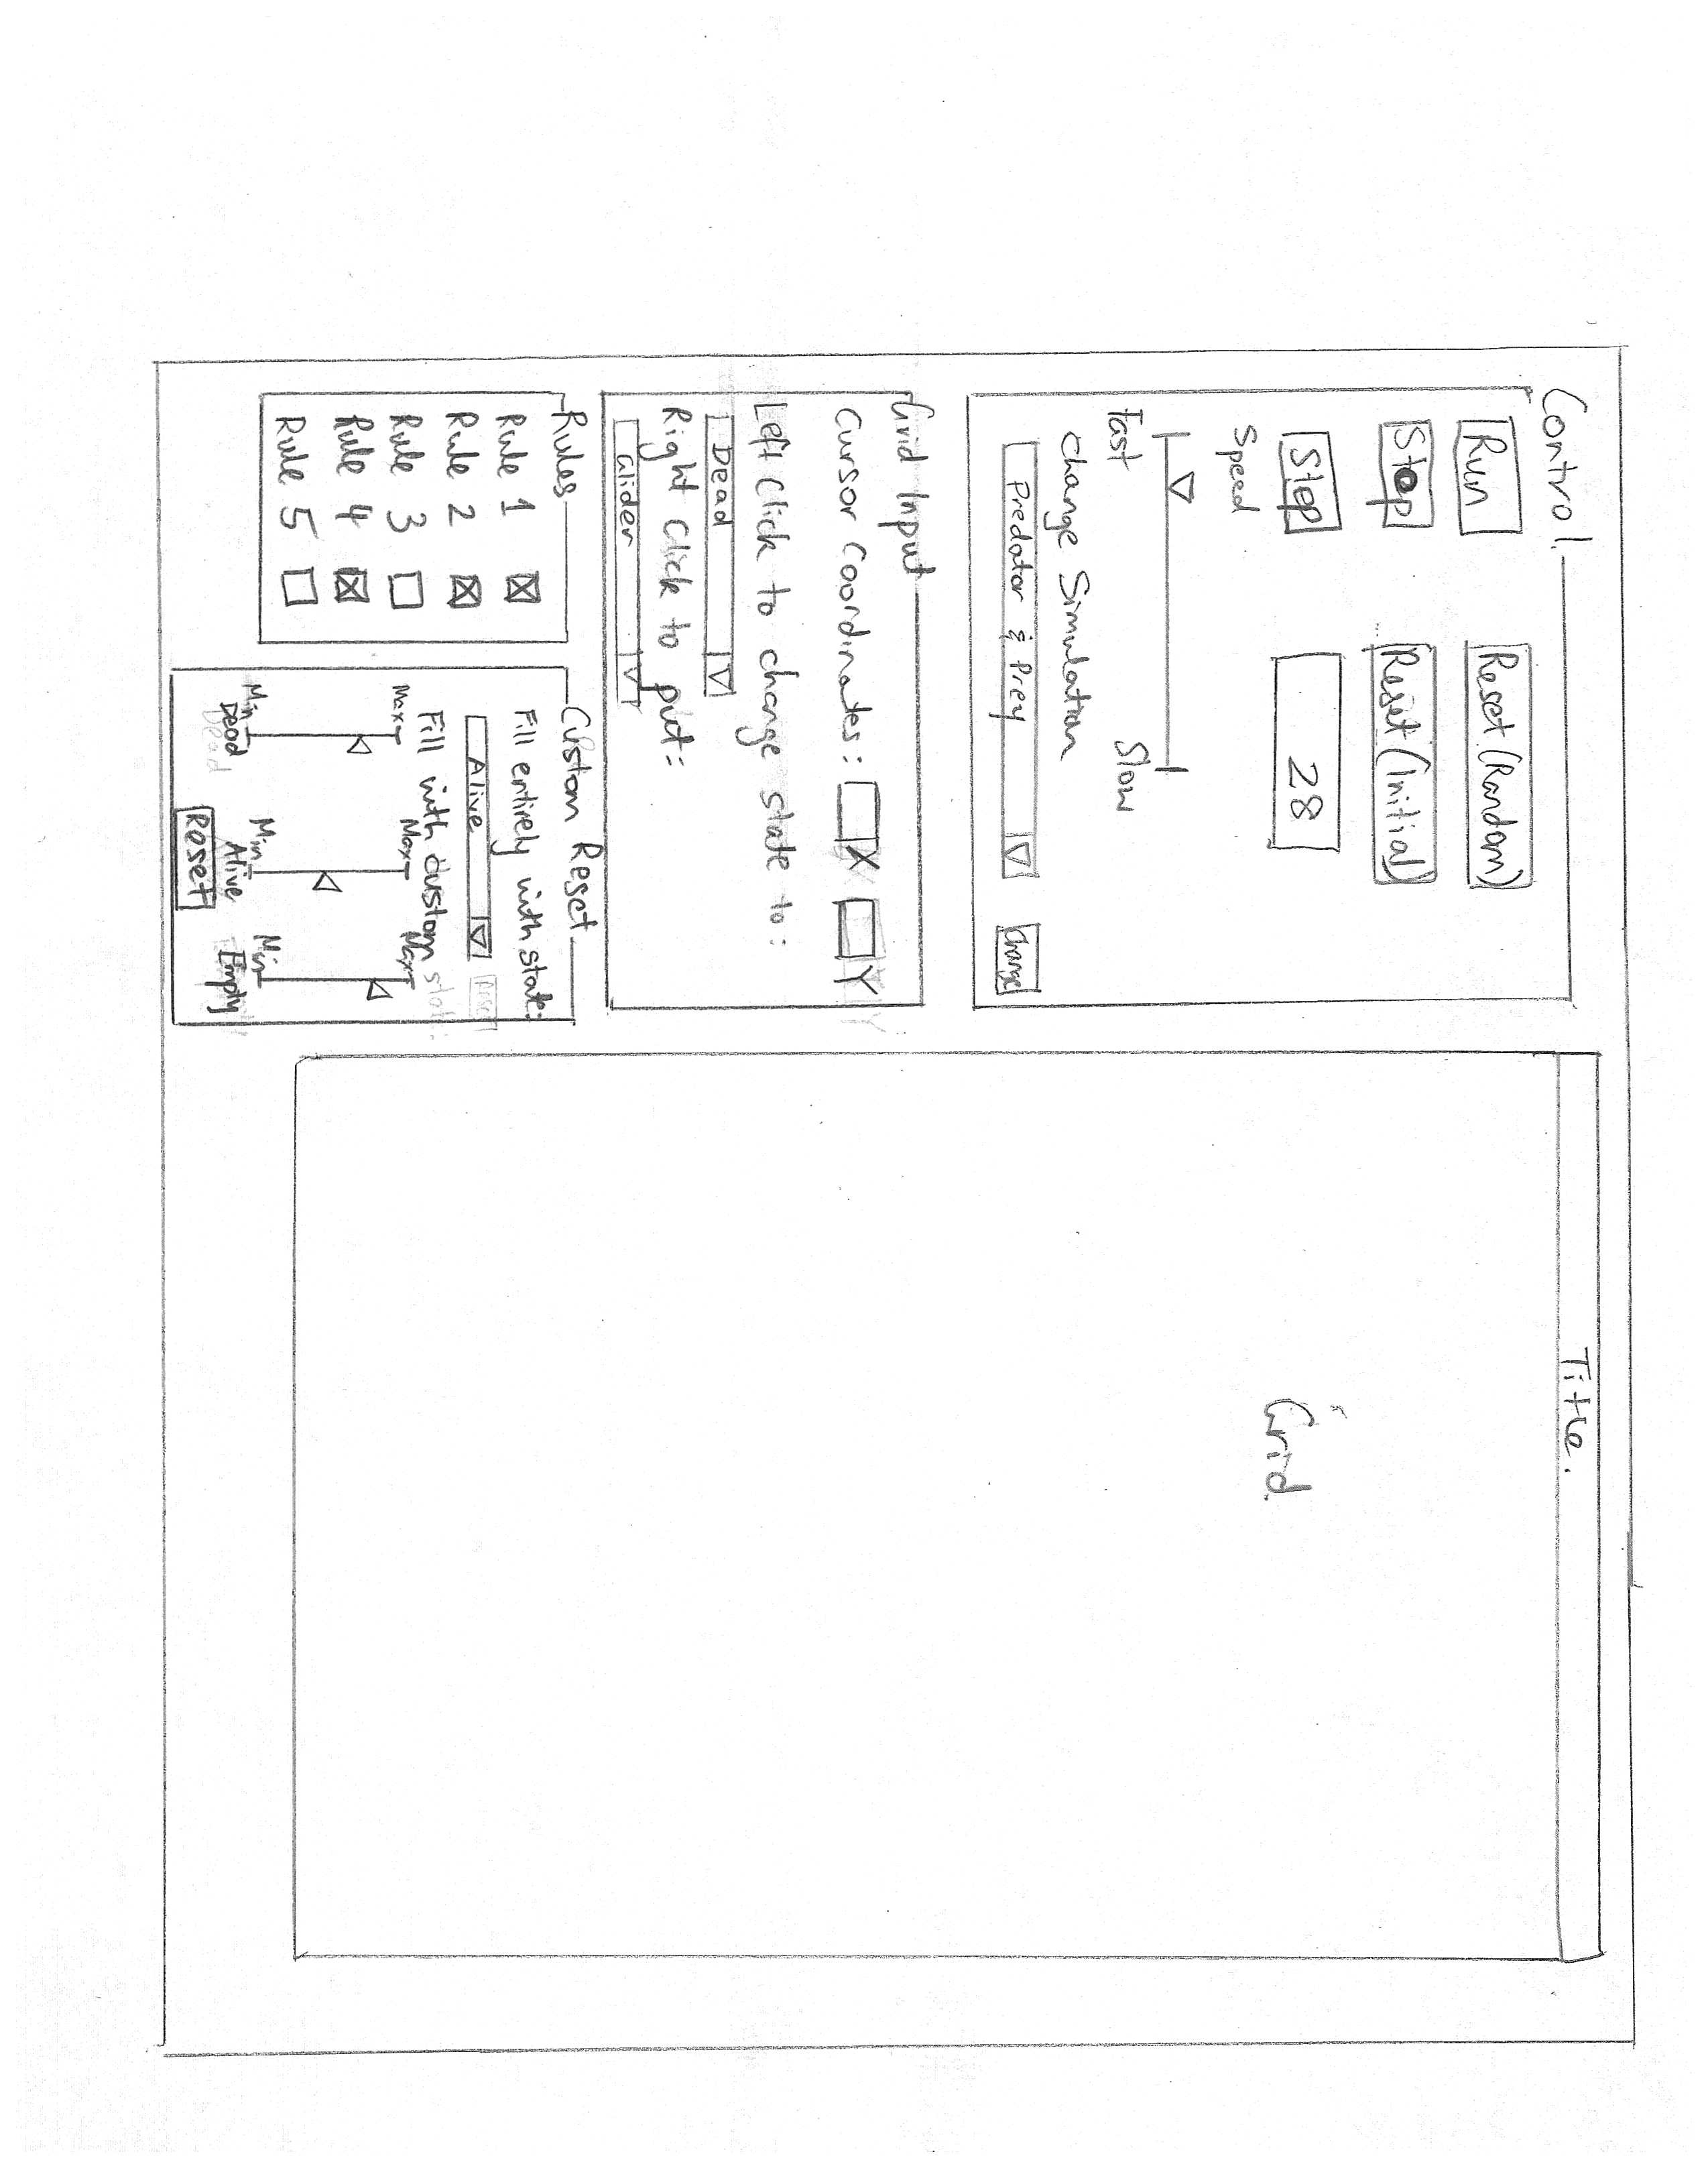 Control
Run
Reset (Random)
Stop
Reset (Initial)
Step
28
Speed
Fast
Slow
Change Simulation
Predator & Prey
Change
Grid Input
Cursor Coordinates: X Y
Left Click to change state to:
Dead
Right Click to put:
Glider
Rules
Rule 1
Rule 2
Rule 3
Rule 4
Rule 5
Custom Reset
Fill entirely with state:
Alive
Reset
Fill with custom state:
Max Max Max
Min Min Min
Dead Alive Empty
Reset
Title.
Grid.